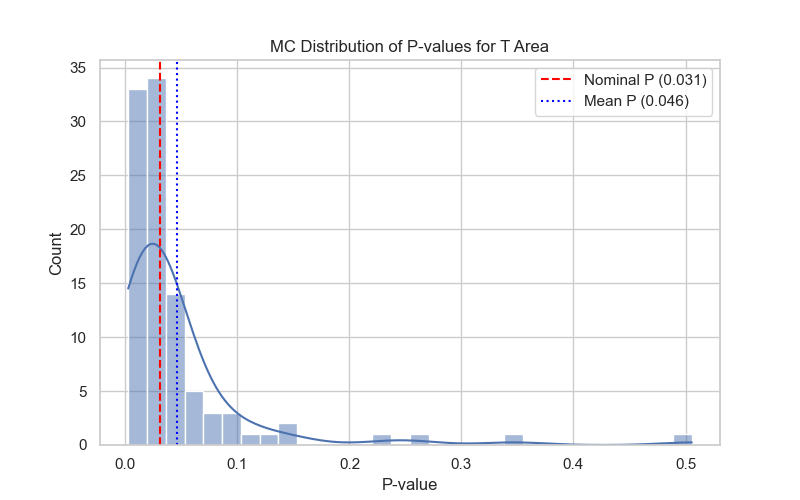 MC Distribution of P-values for T Area
Nominal P (0.031)
Mean P (0.046)
35
30
25
20
15
10
5
0
Count
0.0 0.1 0.2 0.3 0.4 0.5
P-value